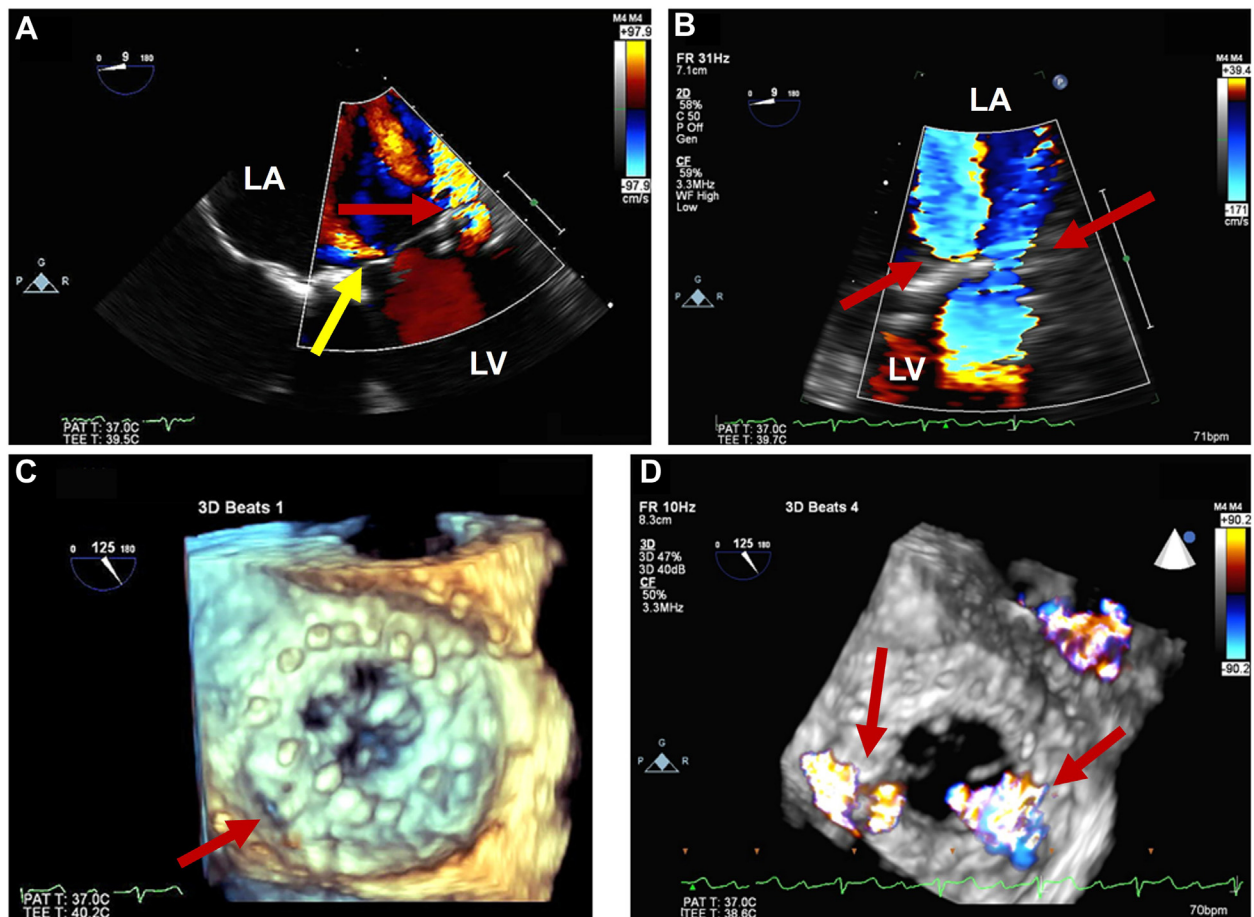 A
M4 M4
+97.9
0 9 180
LA
-97.9
cm/s
G
P R
LV
PAT T: 37.0C
TEE T: 39.5C
B
M4 M4
+39.4
FR 31Hz
7.1cm
P
0 9 180
2D
58%
C 50
P Off
Gen
LA
CF
59%
3.3MHz
WF High
Low
-171
cm/s
G
P R
LV
PAT T: 37.0C
TEE T: 39.7C
71bpm
C
3D Beats 1
0 125 180
PAT T: 37.0C
TEE T: 40.2C
D
FR 10Hz
8.3cm
3D Beats 4
M4 M4
+90.2
0 125 180
3D
3D 47%
3D 40dB
CF
50%
3.3MHz
-90.2
cm/s
G
P R
PAT T: 37.0C
TEE T: 38.6C
70bpm